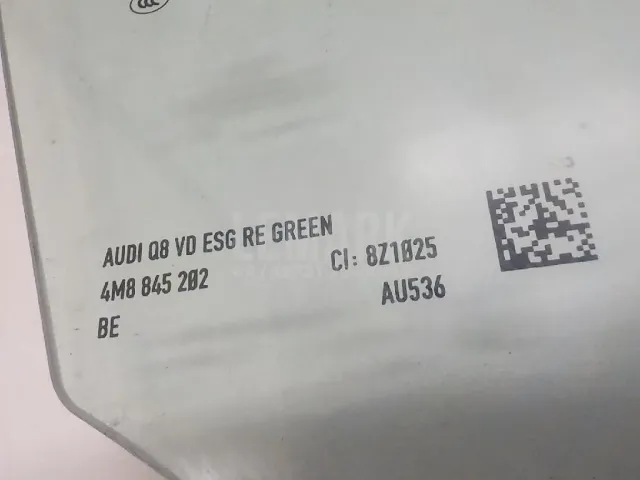 AUDI Q8 VD ESG RE GREEN
4M8 845 202
BE
CI: 8Z1025
AU536